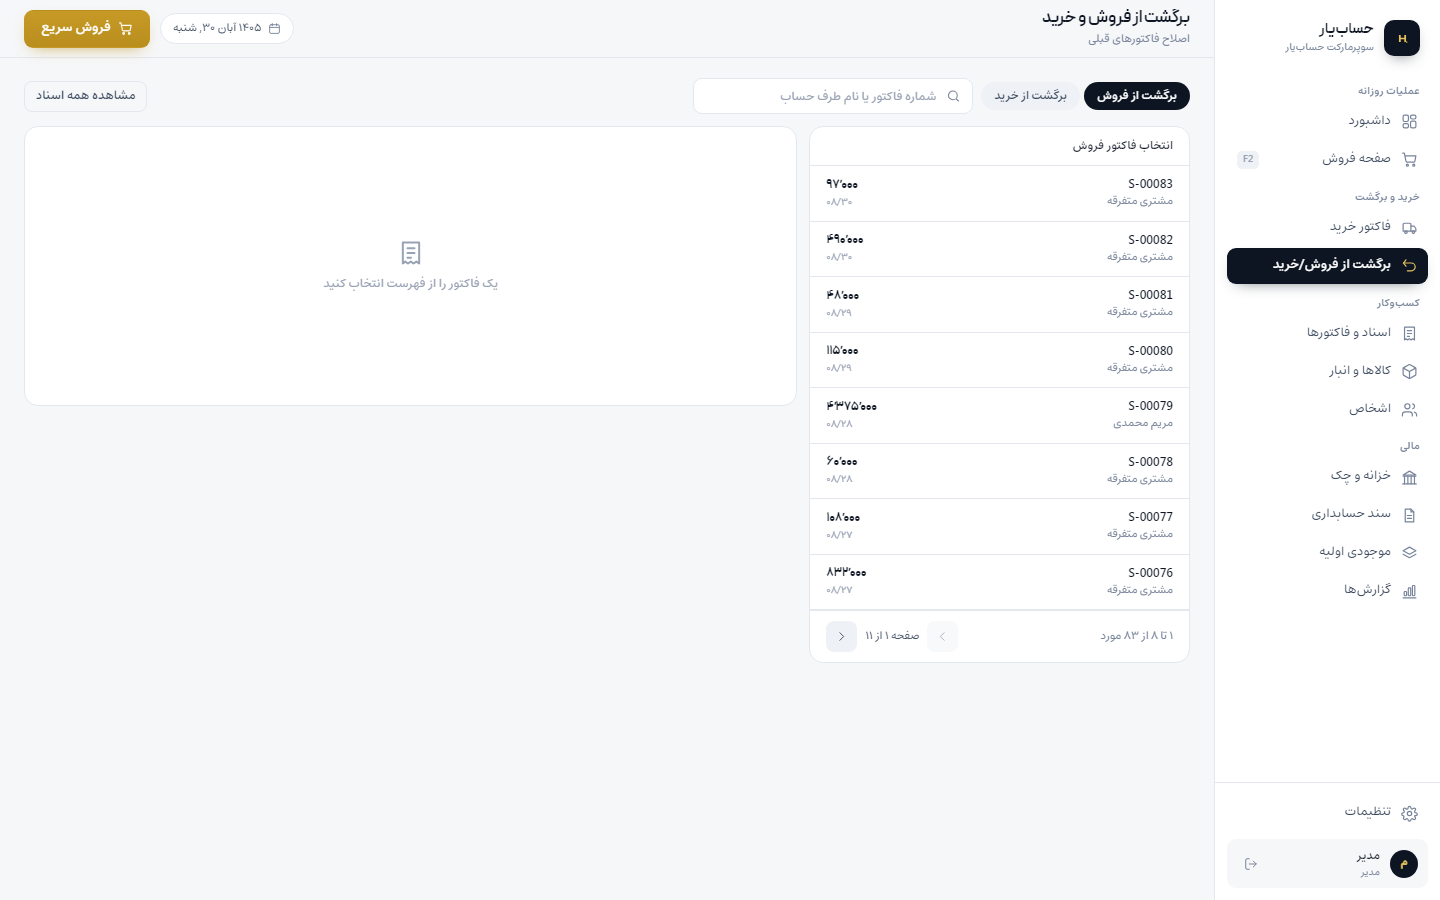 حساب‌یار
سوپرمارکت حساب‌یار
عملیات روزانه
داشبورد
صفحه فروش
F2
خرید و برگشت
فاکتور خرید
برگشت از فروش/خرید
کسب‌وکار
اسناد و فاکتورها
کالاها و انبار
اشخاص
مالی
خزانه و چک
سند حسابداری
موجودی اولیه
گزارش‌ها
تنظیمات
م
مدیر
مدیر
برگشت از فروش و خرید
اصلاح فاکتورهای قبلی
۱۴۰۵ آبان ۳۰, شنبه
فروش سریع
برگشت از فروش
برگشت از خرید
شماره فاکتور یا نام طرف حساب
مشاهده همه اسناد
انتخاب فاکتور فروش
S-00083 ۹۷٬۰۰۰
مشتری متفرقه ۰۸/۳۰
S-00082 ۴۹۰٬۰۰۰
مشتری متفرقه ۰۸/۳۰
S-00081 ۴۸٬۰۰۰
مشتری متفرقه ۰۸/۲۹
S-00080 ۱۱۵٬۰۰۰
مشتری متفرقه ۰۸/۲۹
S-00079 ۴٬۳۷۵٬۰۰۰
مریم محمدی ۰۸/۲۸
S-00078 ۶۰٬۰۰۰
مشتری متفرقه ۰۸/۲۸
S-00077 ۱۰۸٬۰۰۰
مشتری متفرقه ۰۸/۲۷
S-00076 ۸۳۲٬۰۰۰
مشتری متفرقه ۰۸/۲۷
۱ تا ۸ از ۸۳ مورد
صفحه ۱ از ۱۱
یک فاکتور را از فهرست انتخاب کنید